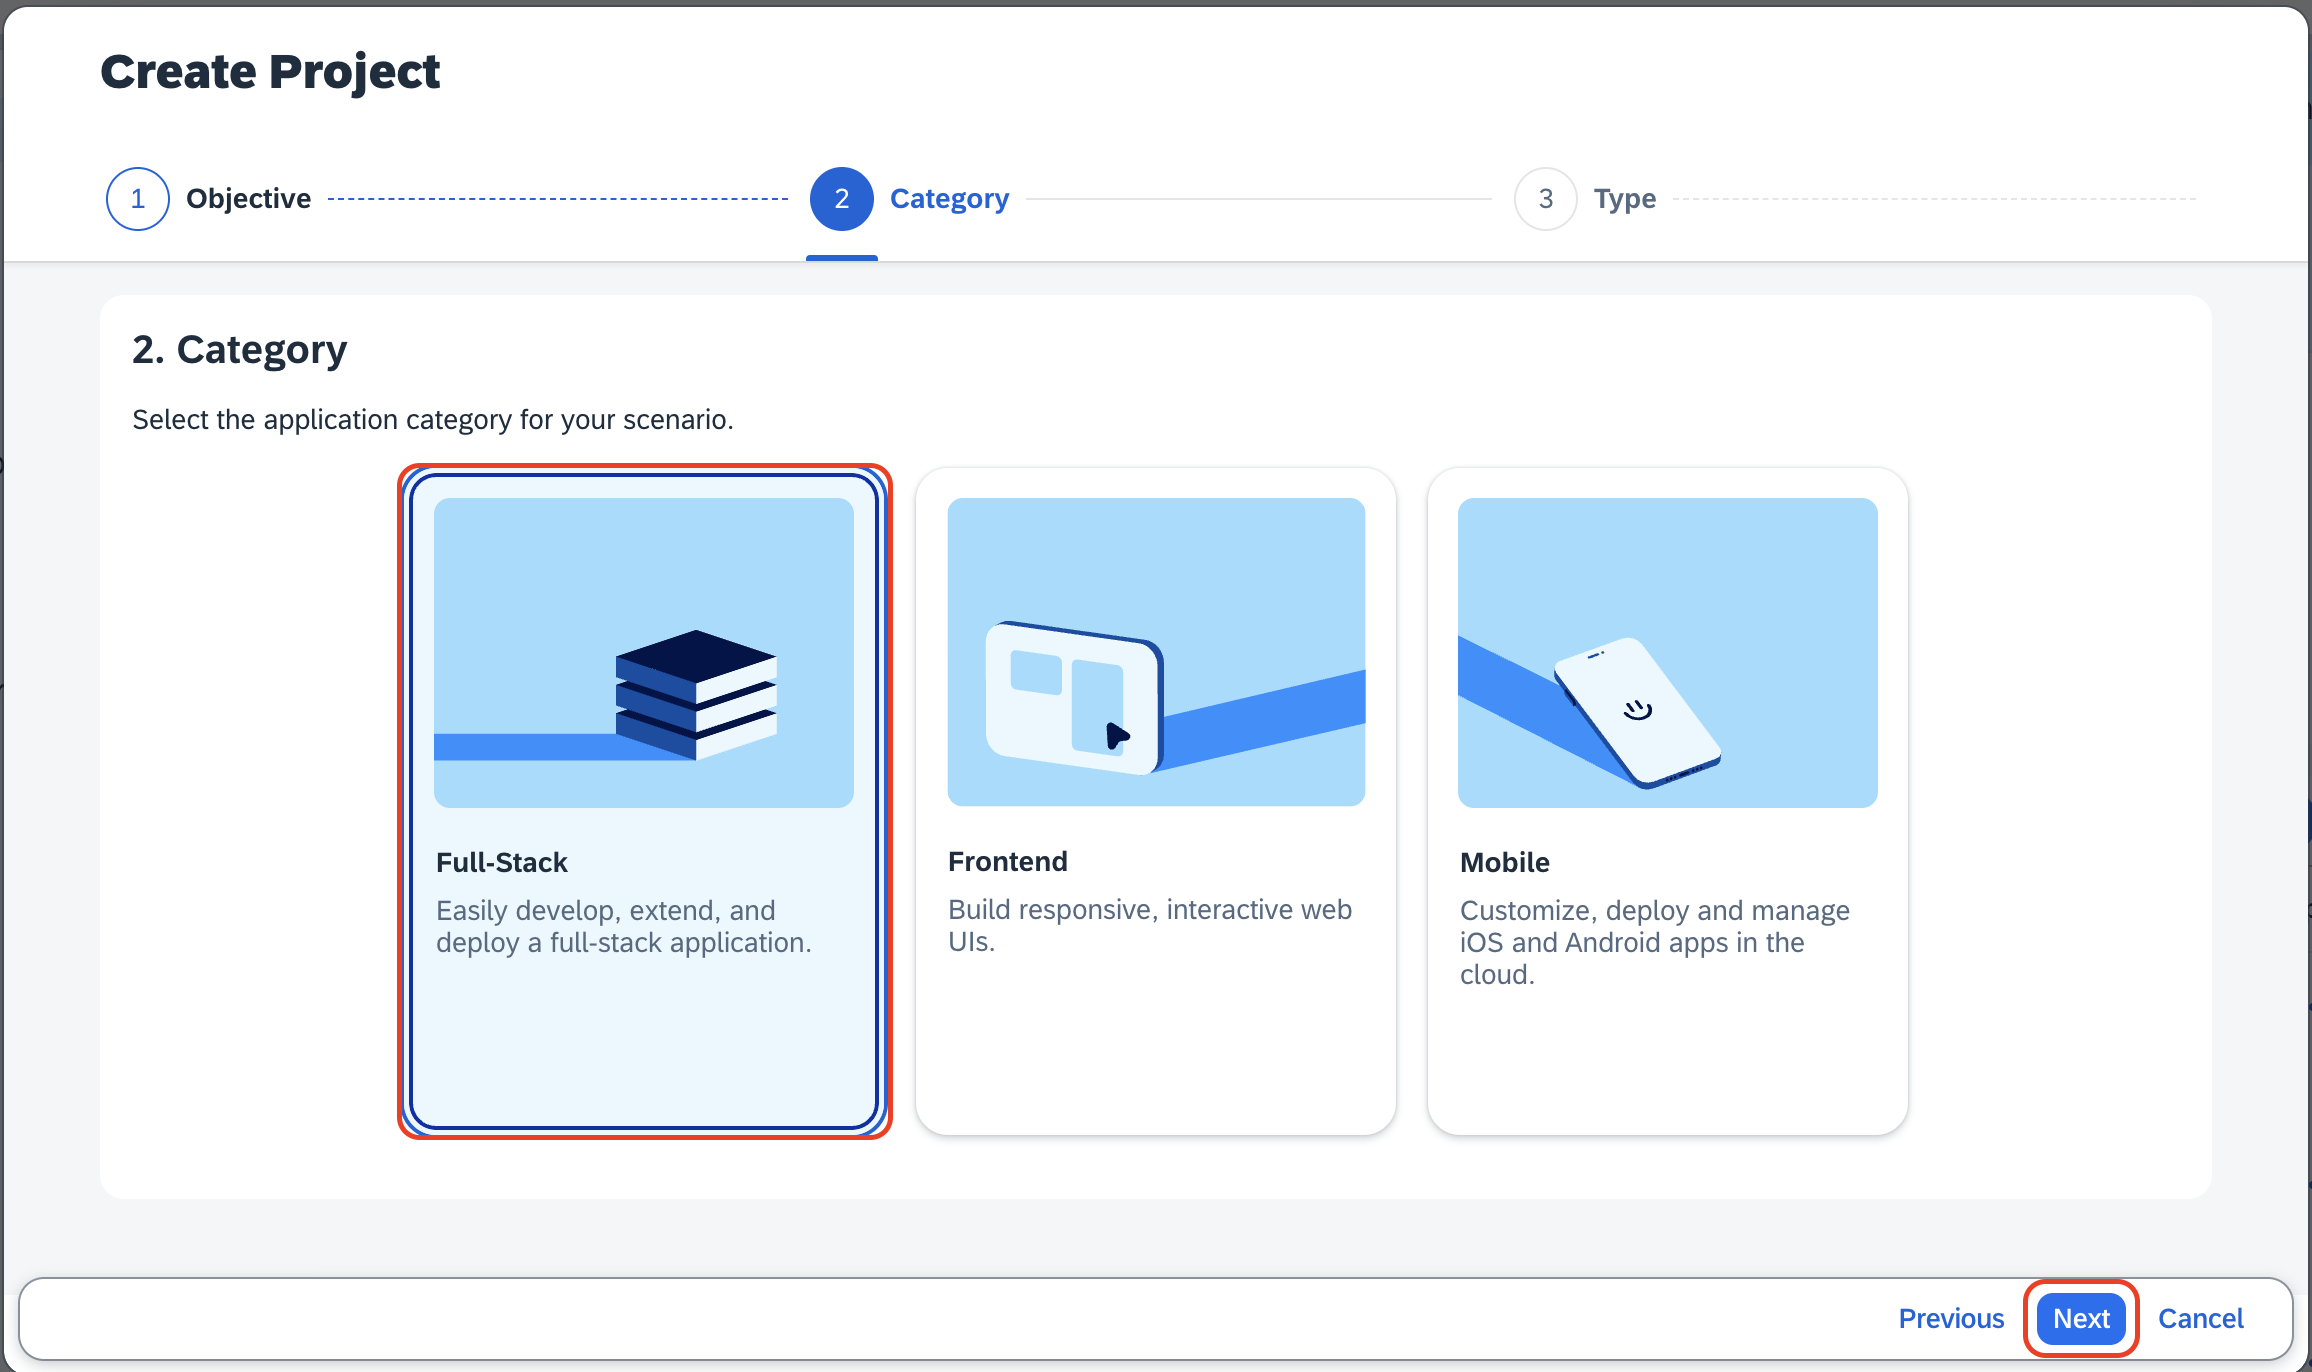 Create Project
1 Objective
2 Category
3 Type
2. Category
Select the application category for your scenario.
Full-Stack
Easily develop, extend, and
deploy a full-stack application.
Frontend
Build responsive, interactive web
UIs.
Mobile
Customize, deploy and manage
iOS and Android apps in the
cloud.
Previous
Next
Cancel